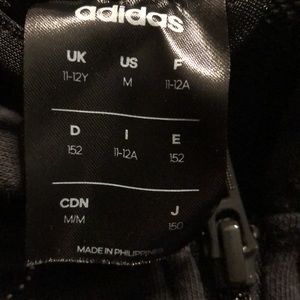 adidas
UK US F
11-12Y M 11-12A
D I E
152 11-12A 152
CDN J
M/M 150
MADE IN PHILIPPINES